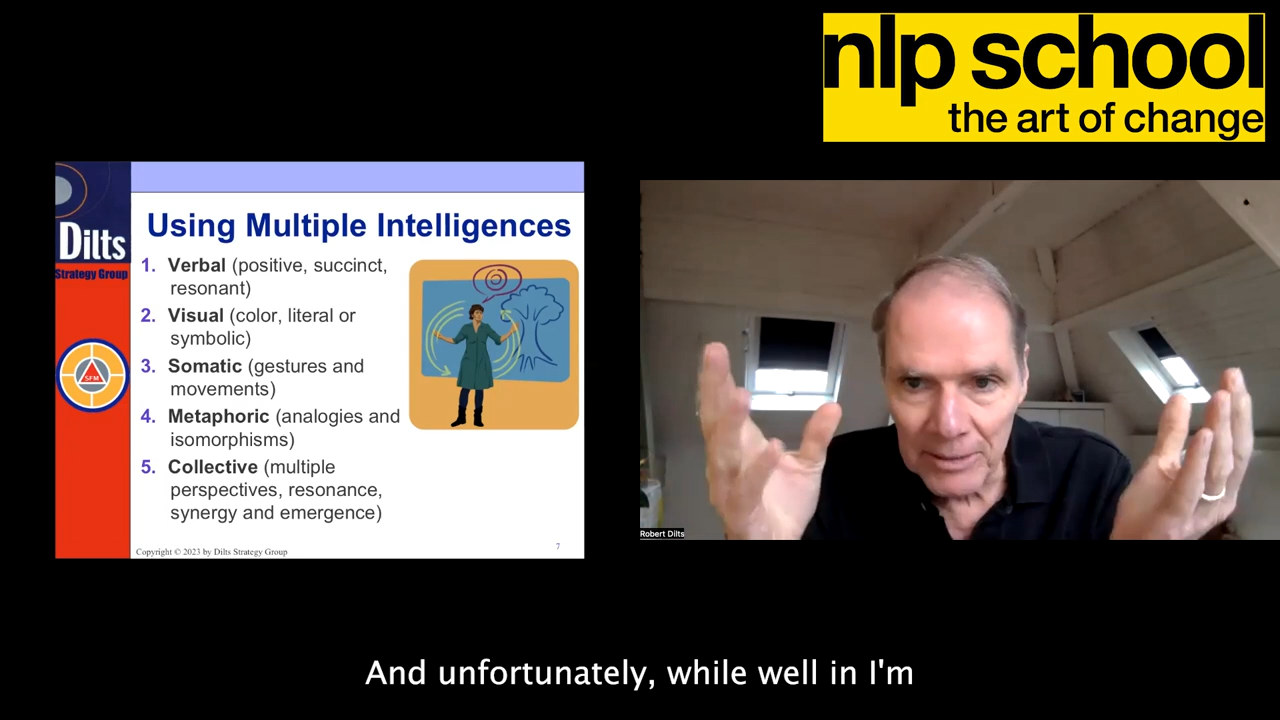 nlp school
the art of change
Dilts
Strategy Group
SFM
Using Multiple Intelligences
1. Verbal (positive, succinct,
resonant)
2. Visual (color, literal or
symbolic)
3. Somatic (gestures and
movements)
4. Metaphoric (analogies and
isomorphisms)
5. Collective (multiple
perspectives, resonance,
synergy and emergence)
Copyright © 2023 by Dilts Strategy Group
7
Robert Dilts
And unfortunately, while well in I'm